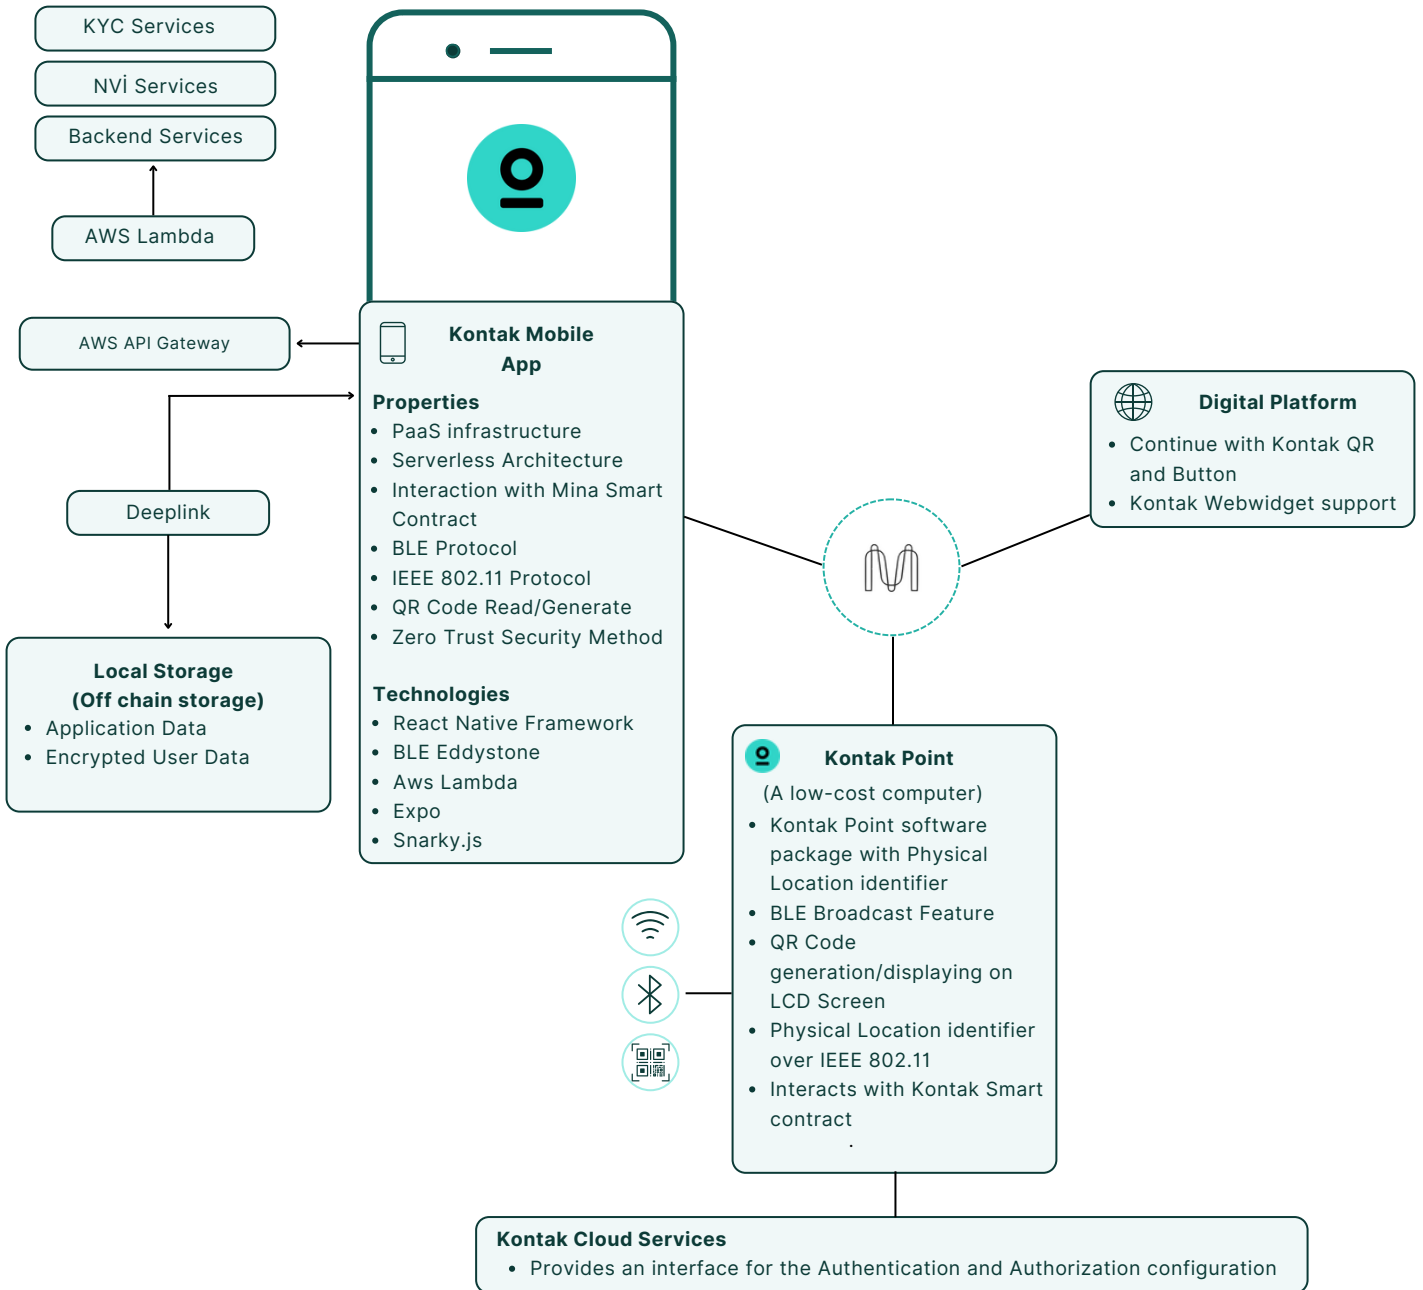 KYC Services
NVİ Services
Backend Services
AWS Lambda
AWS API Gateway
Deeplink
Local Storage
(Off chain storage)
• Application Data
• Encrypted User Data
Kontak Mobile
App
Properties
• PaaS infrastructure
• Serverless Architecture
• Interaction with Mina Smart
Contract
• BLE Protocol
• IEEE 802.11 Protocol
• QR Code Read/Generate
• Zero Trust Security Method
Technologies
• React Native Framework
• BLE Eddystone
• Aws Lambda
• Expo
• Snarky.js
Digital Platform
• Continue with Kontak QR
and Button
• Kontak Webwidget support
Kontak Point
(A low-cost computer)
• Kontak Point software
package with Physical
Location identifier
• BLE Broadcast Feature
• QR Code
generation/displaying on
LCD Screen
• Physical Location identifier
over IEEE 802.11
• Interacts with Kontak Smart
contract
.
Kontak Cloud Services
• Provides an interface for the Authentication and Authorization configuration